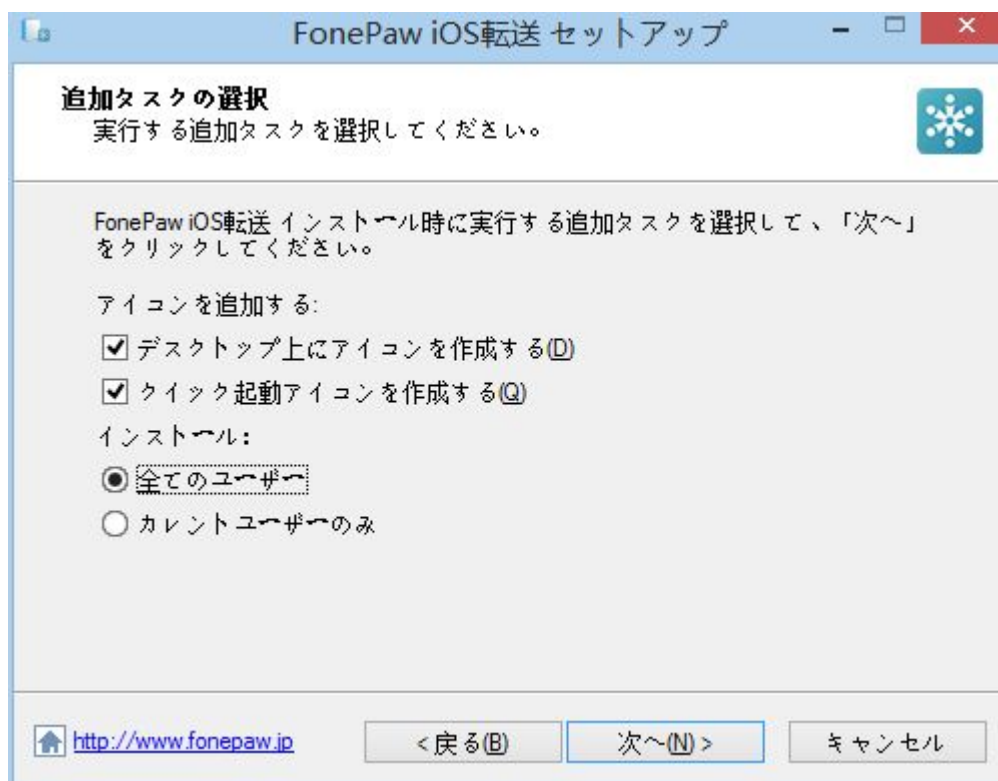 FonePaw iOS転送 セットアップ
追加タスクの選択
実行する追加タスクを選択してください。
FonePaw iOS転送 インストール時に実行する追加タスクを選択して、「次へ」
をクリックしてください。
アイコンを追加する:
デスクトップ上にアイコンを作成する(D)
クイック起動アイコンを作成する(Q)
インストール:
全てのユーザー
カレントユーザーのみ
http://www.fonepaw.jp
<戻る(B)
次へ(N)>
キャンセル